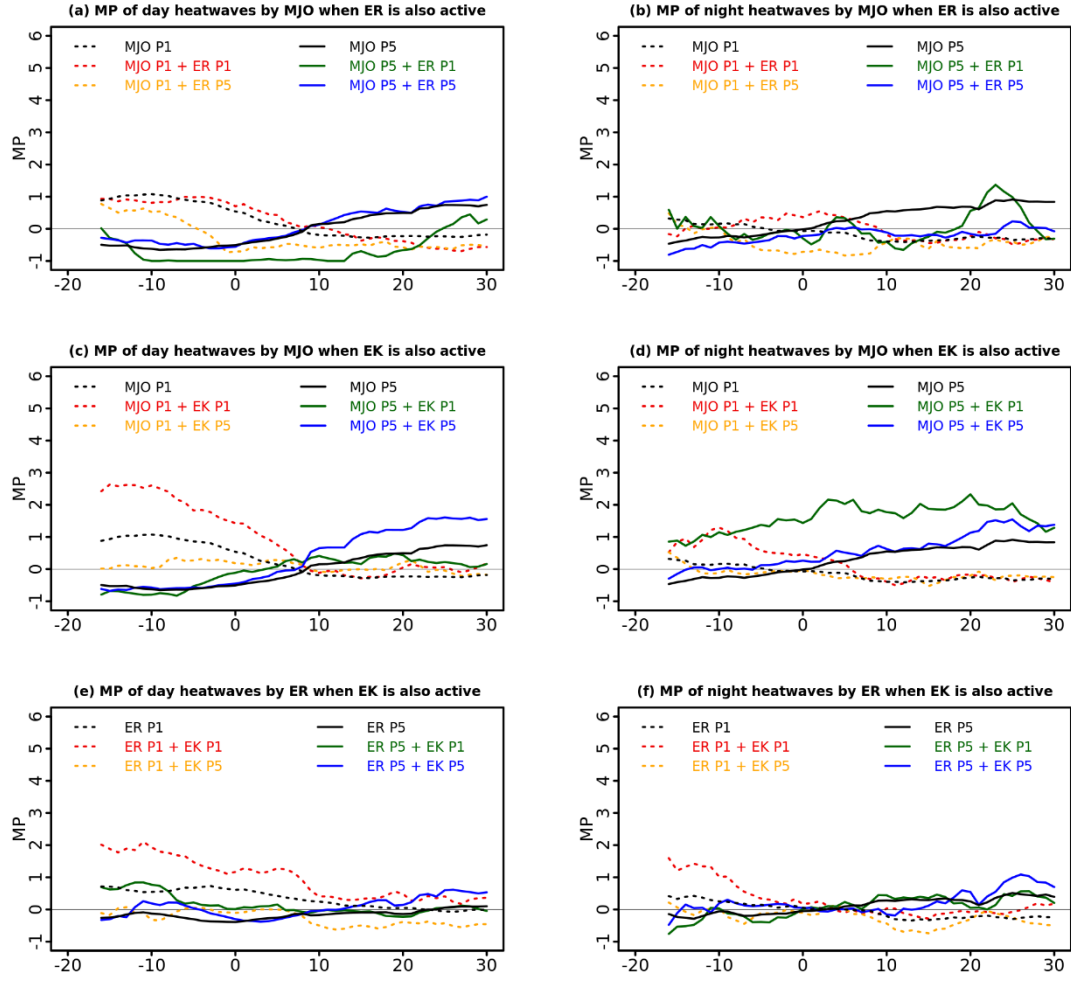 (a) MP of day heatwaves by MJO when ER is also active
MP
6
5
4
3
2
1
0
-1
MJO P1
MJO P1 + ER P1
MJO P1 + ER P5
MJO P5
MJO P5 + ER P1
MJO P5 + ER P5
-20 -10 0 10 20 30
(b) MP of night heatwaves by MJO when ER is also active
MP
6
5
4
3
2
1
0
-1
MJO P1
MJO P1 + ER P1
MJO P1 + ER P5
MJO P5
MJO P5 + ER P1
MJO P5 + ER P5
-20 -10 0 10 20 30
(c) MP of day heatwaves by MJO when EK is also active
MP
6
5
4
3
2
1
0
-1
MJO P1
MJO P1 + EK P1
MJO P1 + EK P5
MJO P5
MJO P5 + EK P1
MJO P5 + EK P5
-20 -10 0 10 20 30
(d) MP of night heatwaves by MJO when EK is also active
MP
6
5
4
3
2
1
0
-1
MJO P1
MJO P1 + EK P1
MJO P1 + EK P5
MJO P5
MJO P5 + EK P1
MJO P5 + EK P5
-20 -10 0 10 20 30
(e) MP of day heatwaves by ER when EK is also active
MP
6
5
4
3
2
1
0
-1
ER P1
ER P1 + EK P1
ER P1 + EK P5
ER P5
ER P5 + EK P1
ER P5 + EK P5
-20 -10 0 10 20 30
(f) MP of night heatwaves by ER when EK is also active
MP
6
5
4
3
2
1
0
-1
ER P1
ER P1 + EK P1
ER P1 + EK P5
ER P5
ER P5 + EK P1
ER P5 + EK P5
-20 -10 0 10 20 30